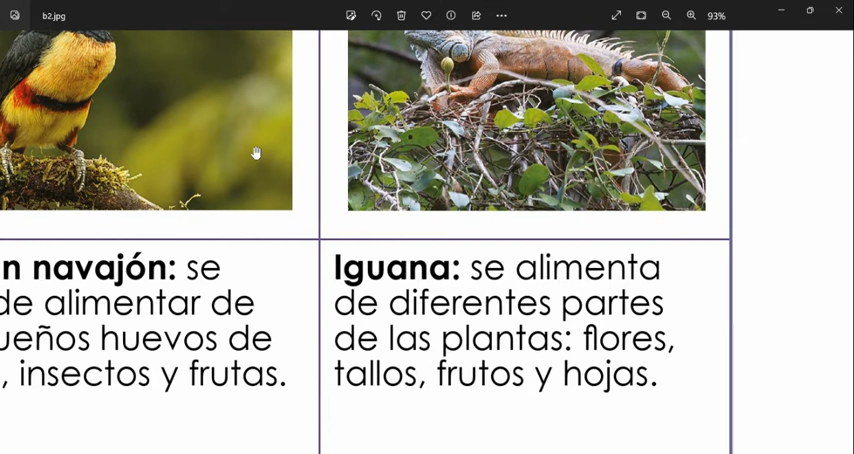 b2.jpg
93%
n navajón: se
de alimentar de
ueños huevos de
, insectos y frutas.
Iguana: se alimenta
de diferentes partes
de las plantas: flores,
tallos, frutos y hojas.